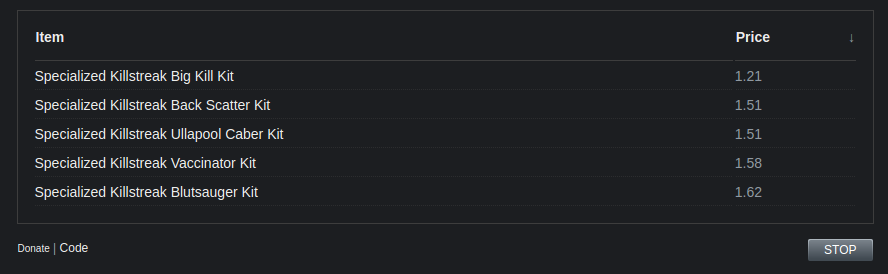 Item Price ↓
Specialized Killstreak Big Kill Kit 1.21
Specialized Killstreak Back Scatter Kit 1.51
Specialized Killstreak Ullapool Caber Kit 1.51
Specialized Killstreak Vaccinator Kit 1.58
Specialized Killstreak Blutsauger Kit 1.62
Donate | Code STOP